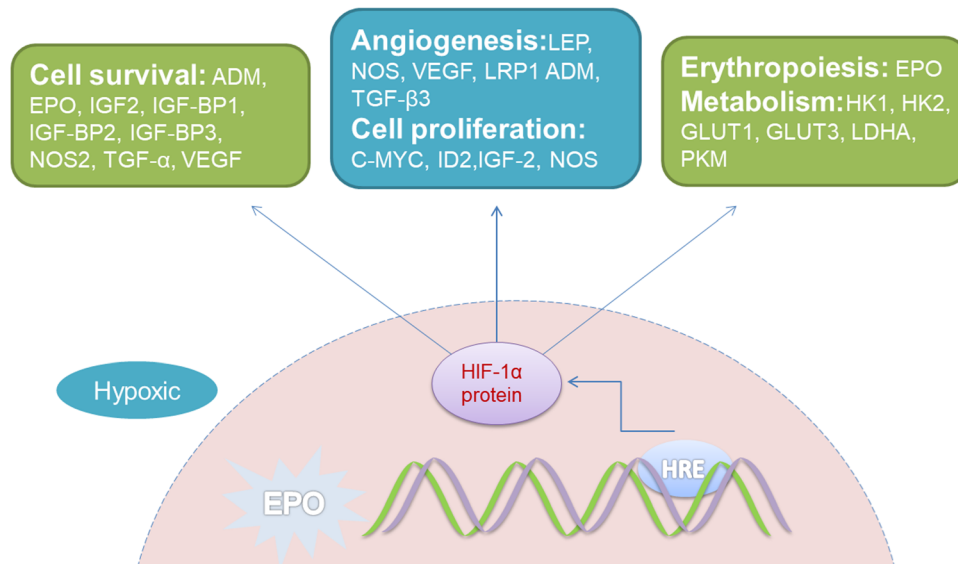 Cell survival: ADM,
EPO, IGF2, IGF-BP1,
IGF-BP2, IGF-BP3,
NOS2, TGF-α, VEGF
Angiogenesis:LEP,
NOS, VEGF, LRP1 ADM,
TGF-β3
Cell proliferation:
C-MYC, ID2,IGF-2, NOS
Erythropoiesis: EPO
Metabolism:HK1, HK2,
GLUT1, GLUT3, LDHA,
PKM
Hypoxic
HIF-1α
protein
HRE
EPO